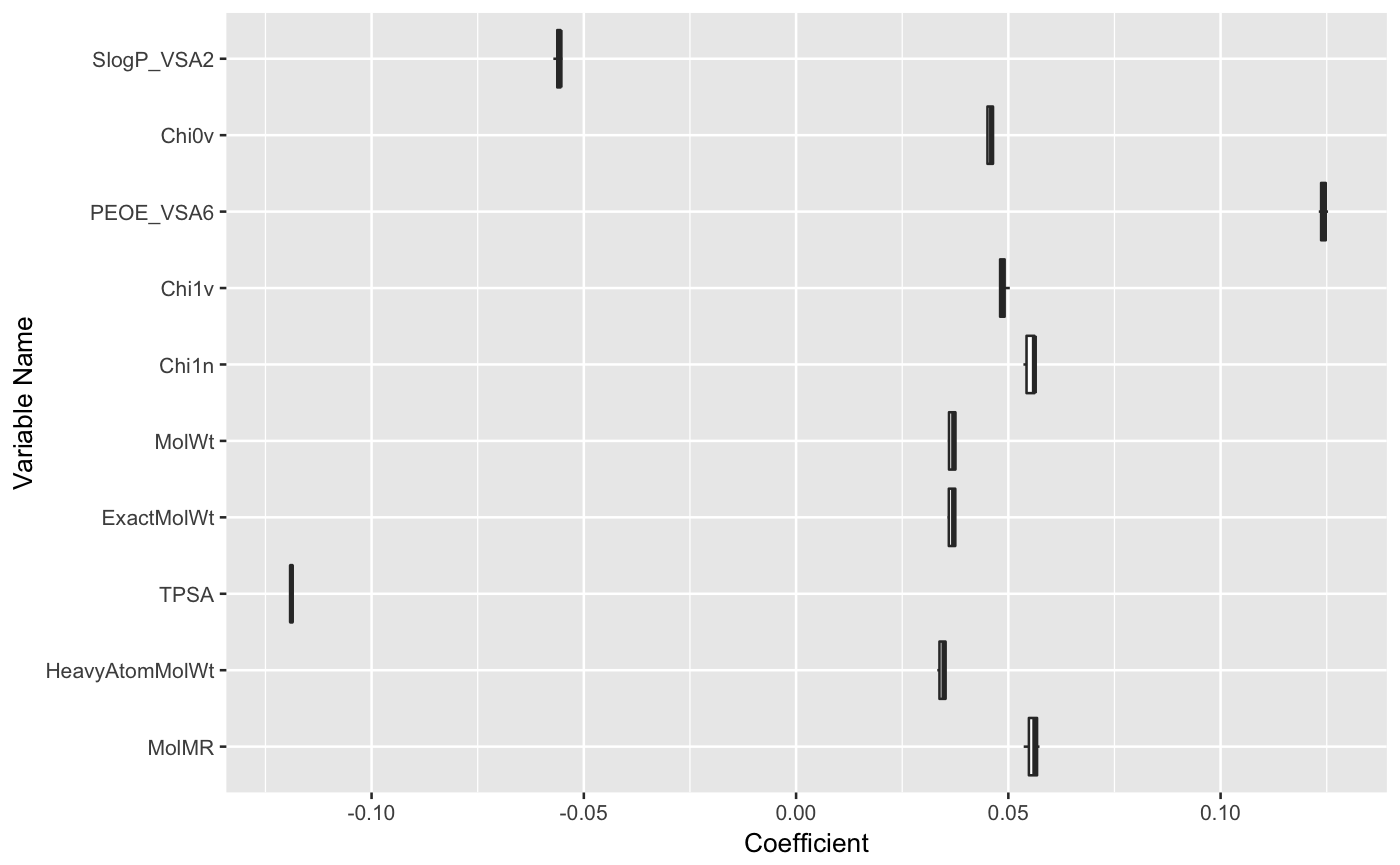 SlogP_VSA2
Chi0v
PEOE_VSA6
Chi1v
Chi1n
MolWt
ExactMolWt
TPSA
HeavyAtomMolWt
MolMR
Variable Name
-0.10 -0.05 0.00 0.05 0.10
Coefficient